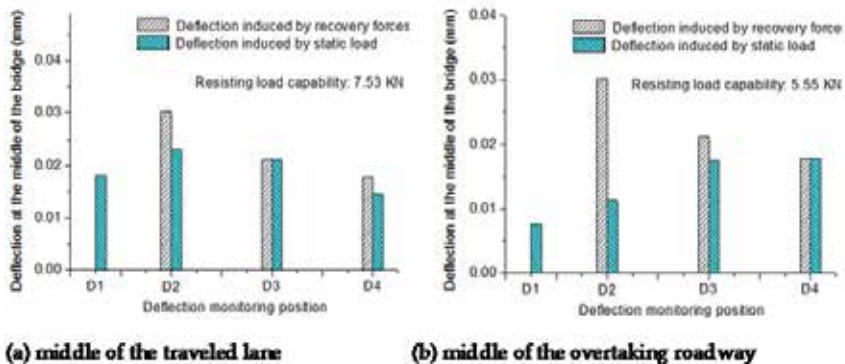 Deflection at the middle of the bridge (mm)
0.04
0.03
0.02
0.01
0.00
Deflection induced by recovery forces
Deflection induced by static load
Resisting load capability: 7.53 KN
D1 D2 D3 D4
Deflection monitoring position
(a) middle of the traveled lane
Deflection at the middle of the bridge (mm)
0.04
0.03
0.02
0.01
0.00
Deflection induced by recovery force
Deflection induced by static load
Resisting load capability: 5.55 KN
D1 D2 D3 D4
Deflection monitoring position
(b) middle of the overtaking roadway